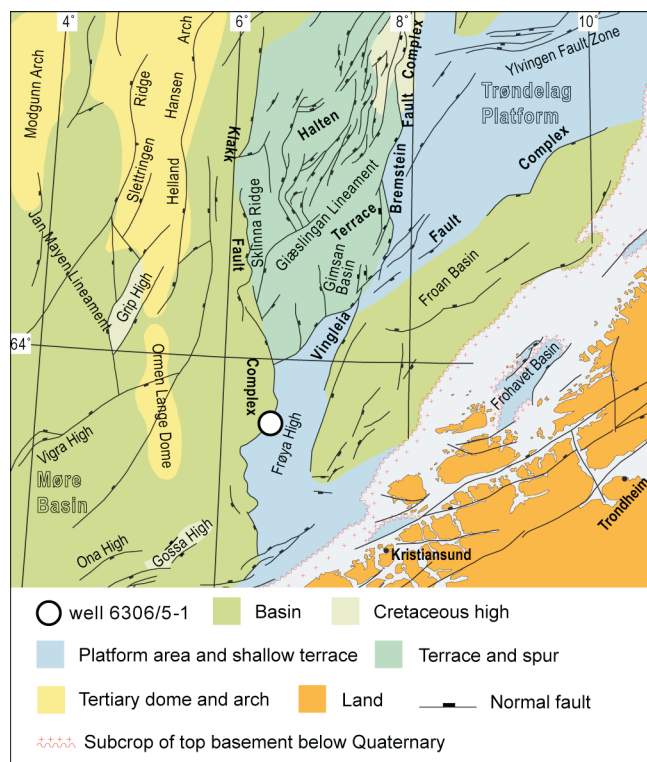 4°
6°
8°
10°
Modgunn Arch
Slettringen
Ridge
Helland
Hansen
Arch
Klakk
Fault
Complex
Halten
Terrace
Bremstein
Fault
Complex
Ylvingen Fault Zone
Trøndelag
Platform
Vingleia
Fault
Complex
Sklinna Ridge
Gjæslingan Lineament
Gimsan
Basin
Froan Basin
Jan Mayen Lineament
Grip High
64°
Ormen Lange Dome
Frøya High
Frohavet Basin
Vigra High
Møre
Basin
Ona High
Gossa High
Kristiansund
Trondheim
well 6306/5-1
Basin
Cretaceous high
Platform area and shallow terrace
Terrace and spur
Tertiary dome and arch
Land
Normal fault
Subcrop of top basement below Quaternary